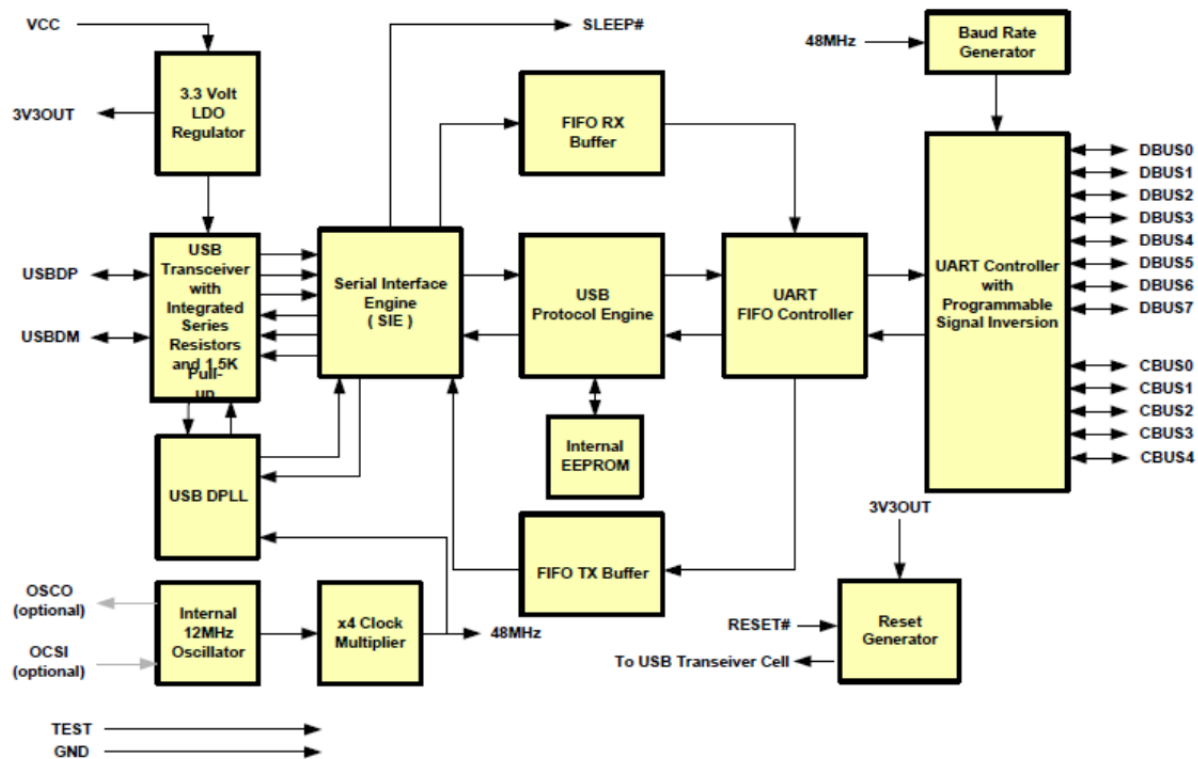 VCC
SLEEP#
48MHz
Baud Rate
Generator
3V3OUT
3.3 Volt
LDO
Regulator
FIFO RX
Buffer
DBUS0
DBUS1
DBUS2
DBUS3
DBUS4
DBUS5
DBUS6
DBUS7
USBDP
USBDM
USB
Transceiver
with
Integrated
Series
Resistors
and 1.5K
Pull-
up
Serial Interface
Engine
( SIE )
USB
Protocol Engine
UART
FIFO Controller
UART Controller
with
Programmable
Signal Inversion
CBUS0
CBUS1
CBUS2
CBUS3
CBUS4
USB DPLL
Internal
EEPROM
3V3OUT
FIFO TX Buffer
OSCO
(optional)
OCSI
(optional)
Internal
12MHz
Oscillator
x4 Clock
Multiplier
48MHz
RESET#
Reset
Generator
To USB Transeiver Cell
TEST
GND